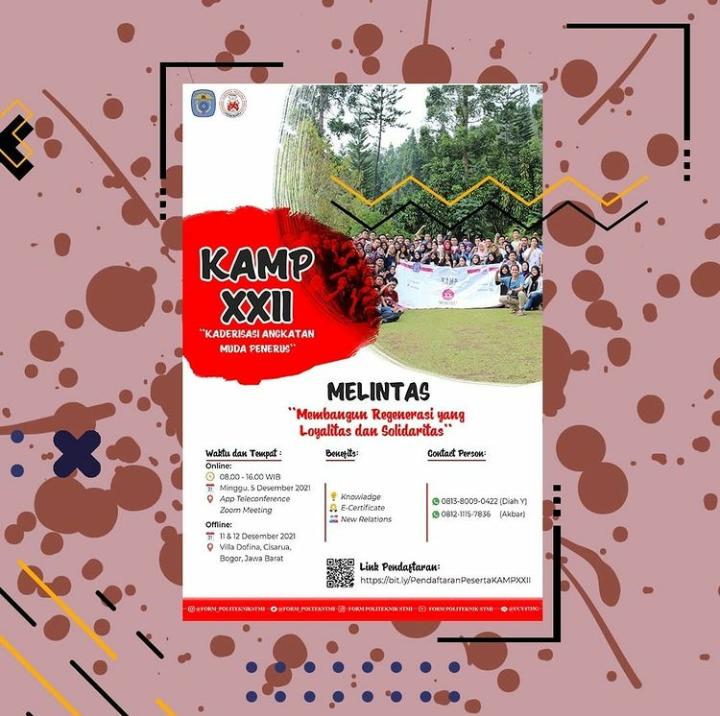 KAMP
XXII
"KADERISASI ANGKATAN
MUDA PENERUS"
KAMP
MELINTAS
"Membangun Regenerasi yang
Loyalitas dan Solidaritas"
Waktu dan Tempat :
Online:
08.00 - 16.00 WIB
Minggu, 5 Desember 2021
App Teleconference
Zoom Meeting
Offline:
11 & 12 Desember 2021
Villa Dofina, Cisarua,
Bogor, Jawa Barat
Benefits:
Knowladge
E-Certificate
New Relations
Contact Person:
0813-8009-0422 (Diah Y)
0812-1115-7836 (Akbar)
Link Pendaftaran:
https://bit.ly/PendaftaranPesertaKAMPXXII
@FORM_POLITEKNIKSTMI